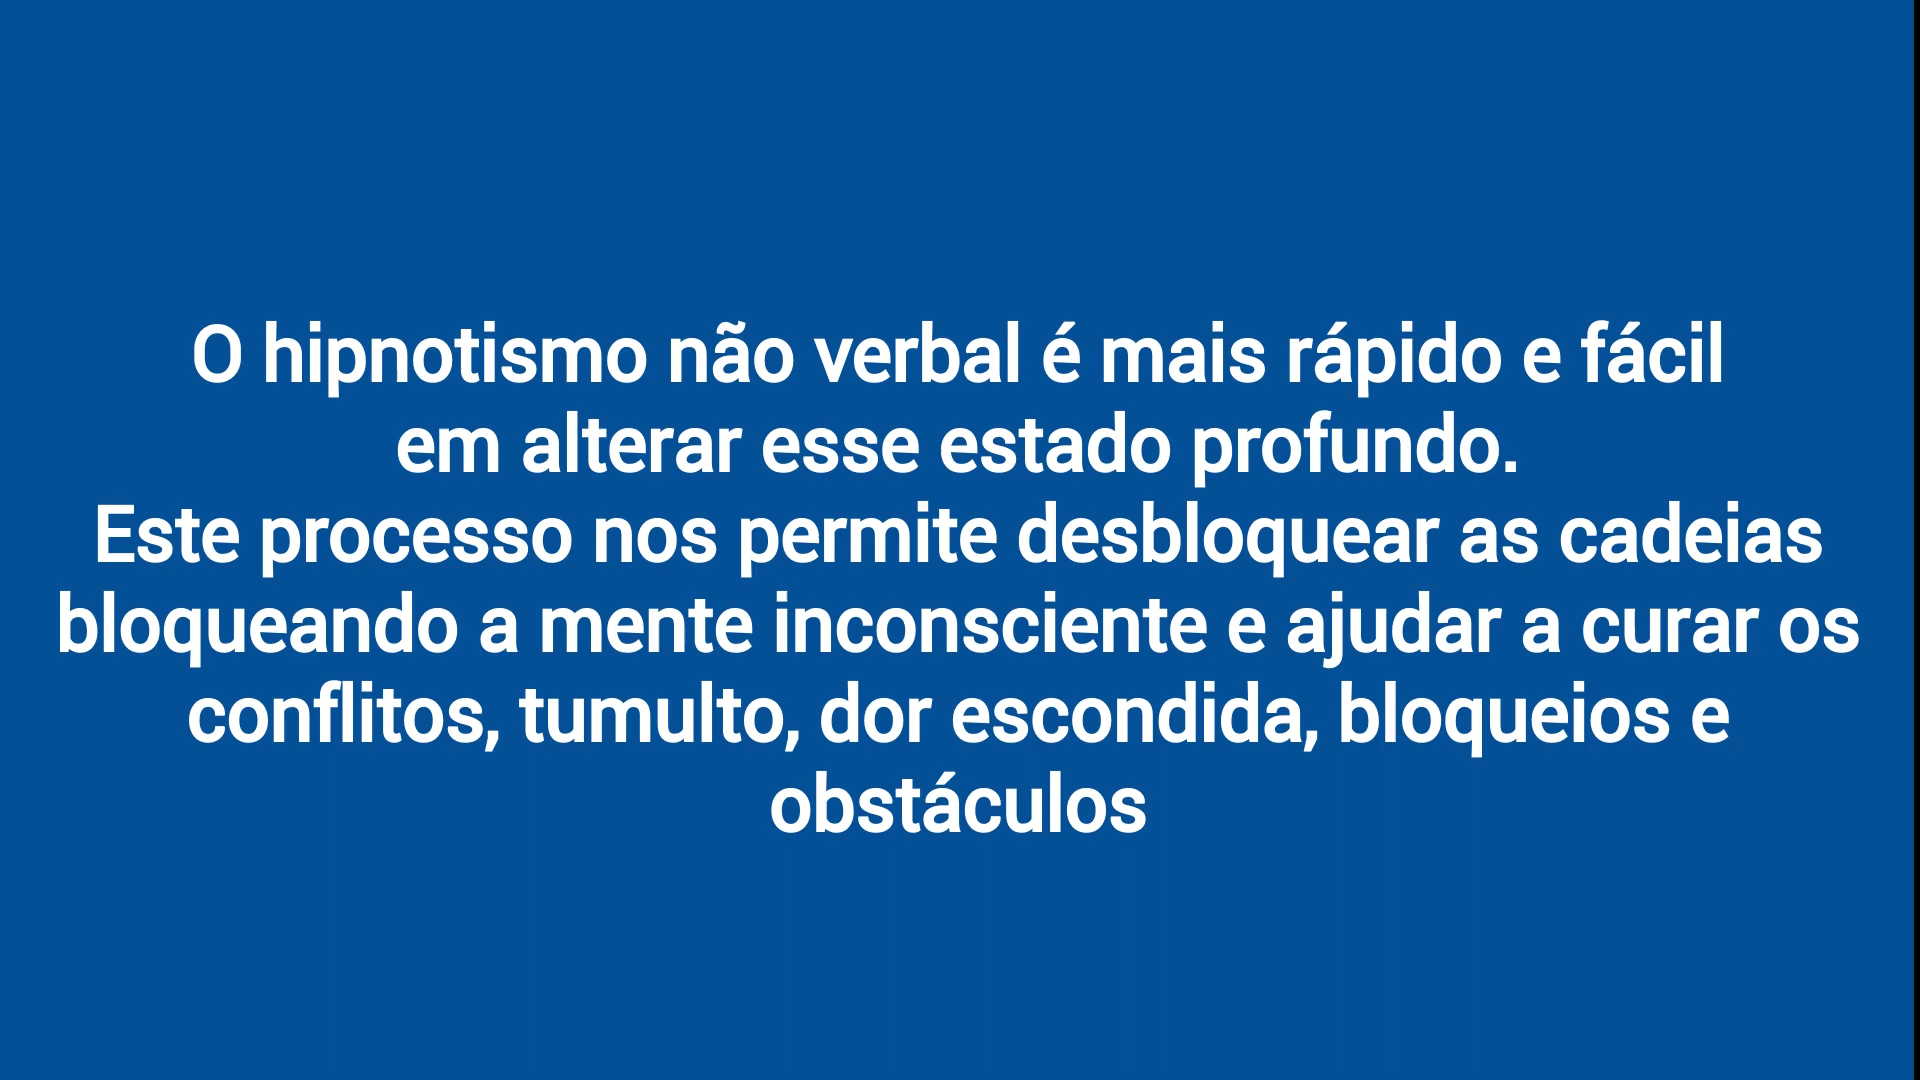 O hipnotismo não verbal é mais rápido e fácil
em alterar esse estado profundo.
Este processo nos permite desbloquear as cadeias
bloqueando a mente inconsciente e ajudar a curar os
conflitos, tumulto, dor escondida, bloqueios e
obstáculos